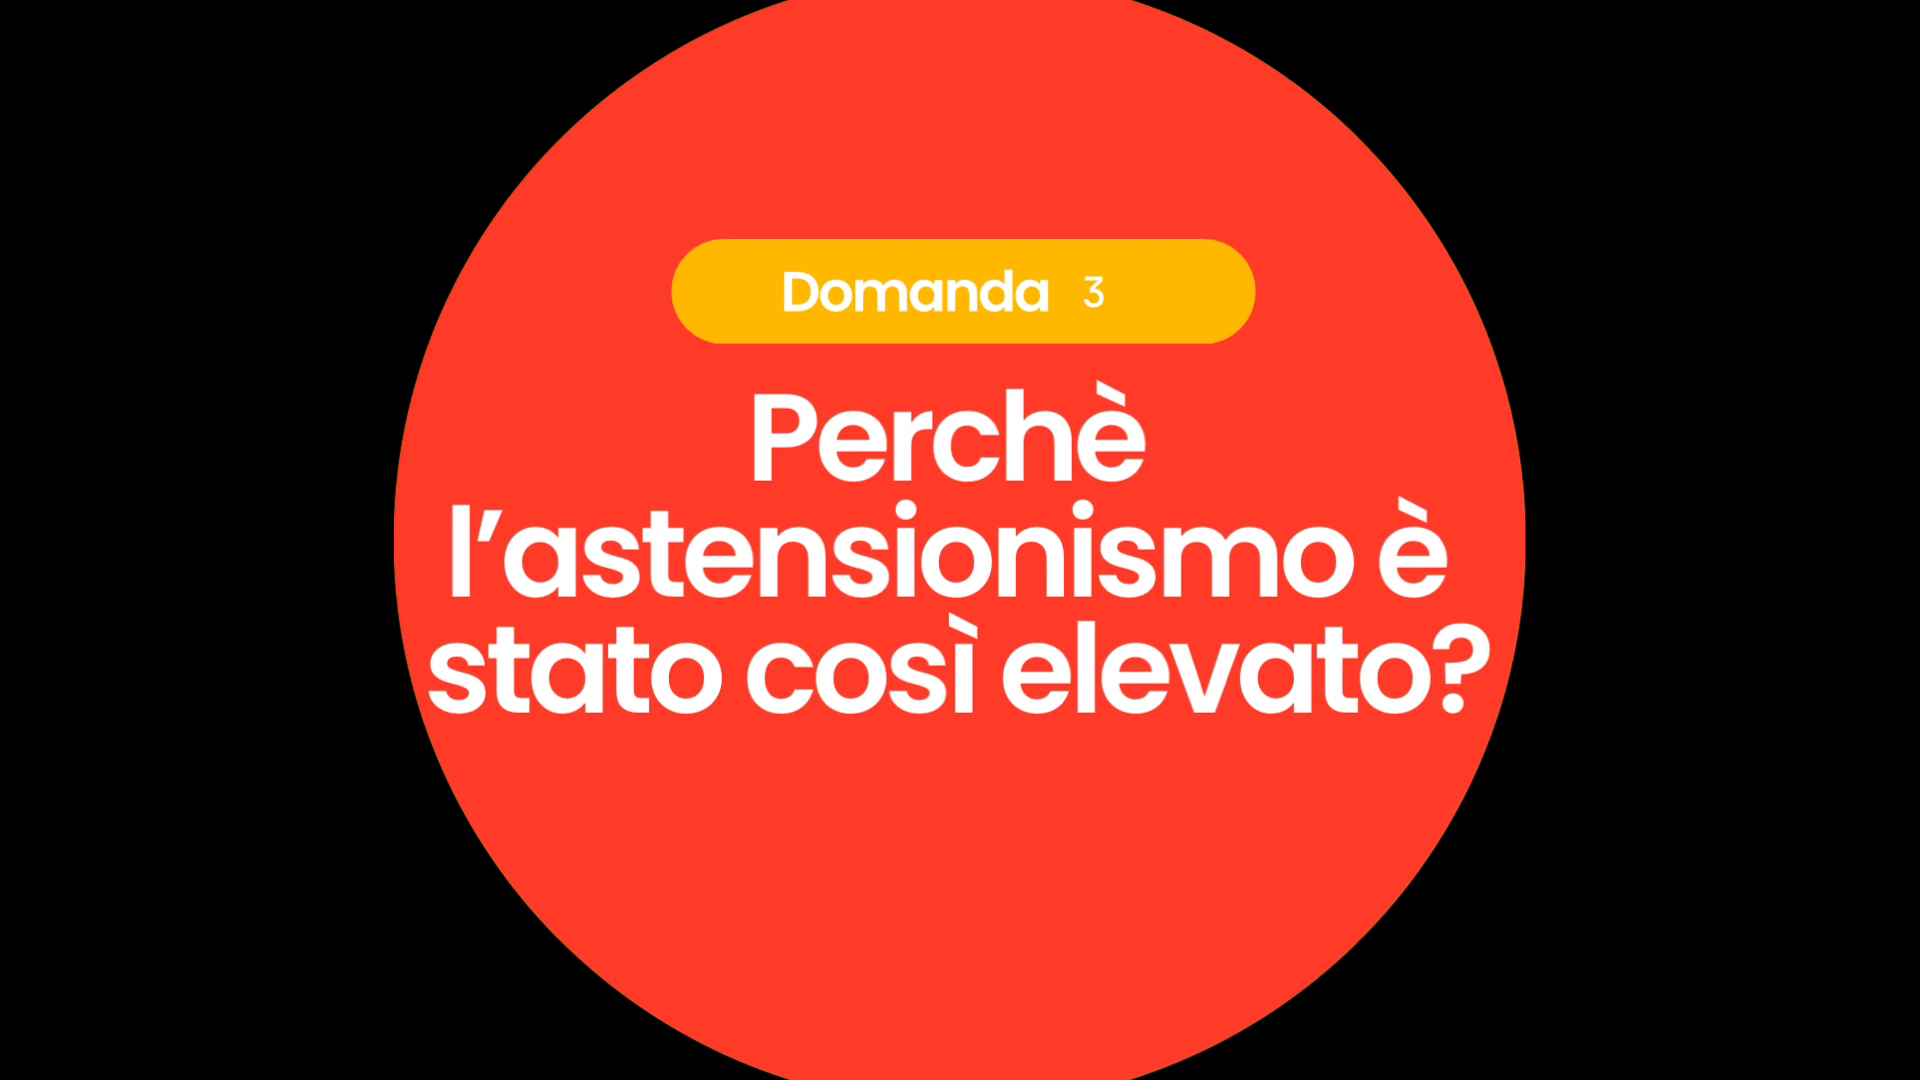 Domanda 3
Perchè
l’astensionismo è
stato così elevato?